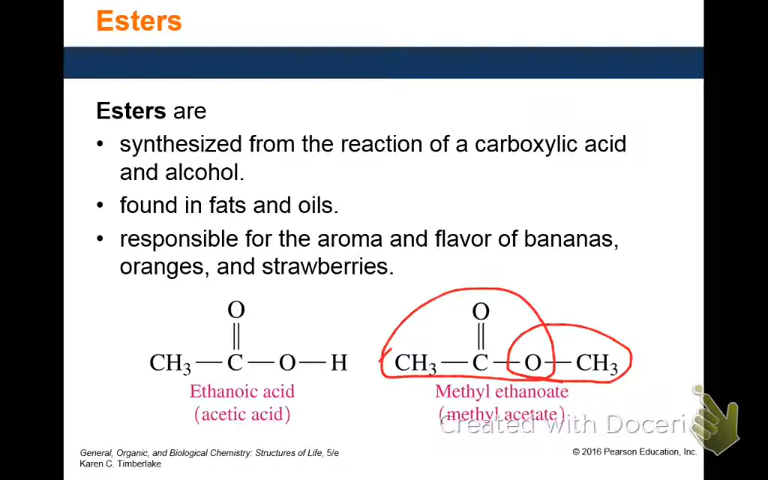 Esters
Esters are
• synthesized from the reaction of a carboxylic acid
and alcohol.
• found in fats and oils.
• responsible for the aroma and flavor of bananas,
oranges, and strawberries.
O O
CH₃—C—O—H CH₃—C—O—CH₃
Ethanoic acid Methyl ethanoate
(acetic acid) (methyl acetate)
Created with Doceri
General, Organic, and Biological Chemistry: Structures of Life, 5/e © 2016 Pearson Education, Inc.
Karen C. Timberlake